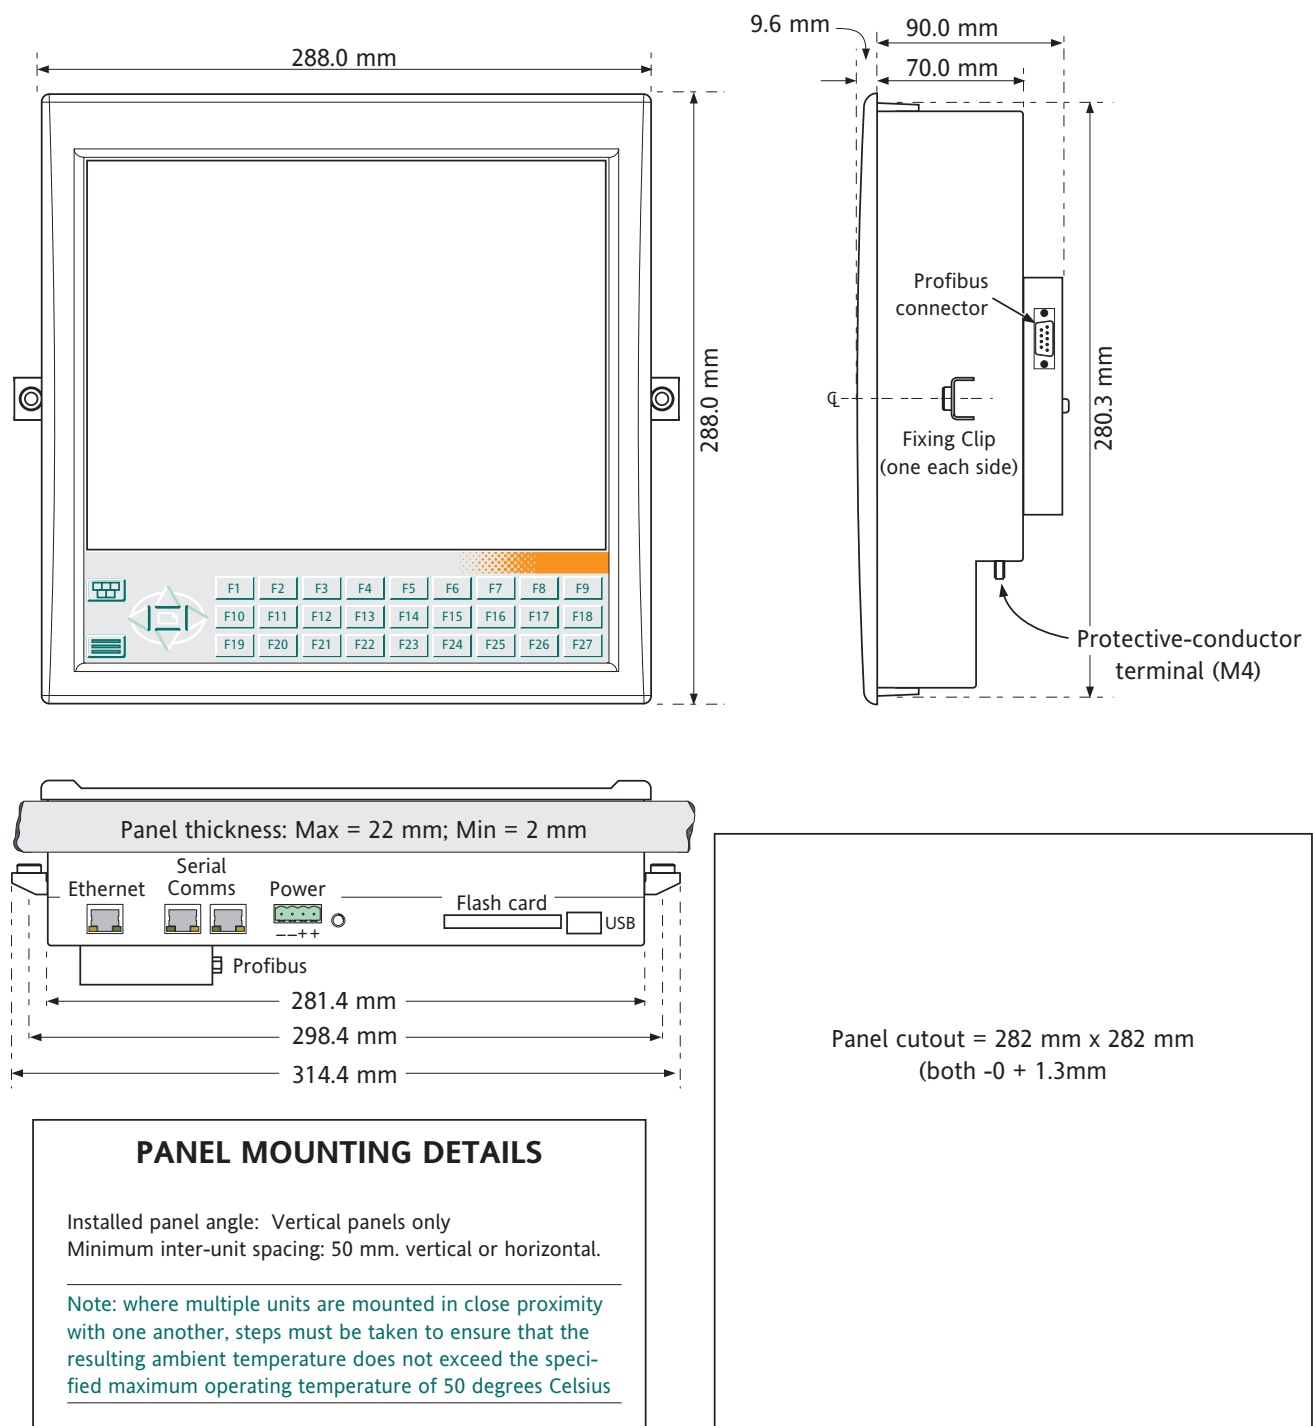 288.0 mm
288.0 mm
F1 F2 F3 F4 F5 F6 F7 F8 F9
F10 F11 F12 F13 F14 F15 F16 F17 F18
F19 F20 F21 F22 F23 F24 F25 F26 F27
9.6 mm
90.0 mm
70.0 mm
Profibus
connector
℄
Fixing Clip
(one each side)
280.3 mm
Protective-conductor
terminal (M4)
Panel thickness: Max = 22 mm; Min = 2 mm
Ethernet
Serial
Comms
Power
−−++
Flash card
USB
Profibus
281.4 mm
298.4 mm
314.4 mm
Panel cutout = 282 mm x 282 mm
(both -0 + 1.3mm
PANEL MOUNTING DETAILS
Installed panel angle: Vertical panels only
Minimum inter-unit spacing: 50 mm. vertical or horizontal.
Note: where multiple units are mounted in close proximity
with one another, steps must be taken to ensure that the
resulting ambient temperature does not exceed the speci-
fied maximum operating temperature of 50 degrees Celsius